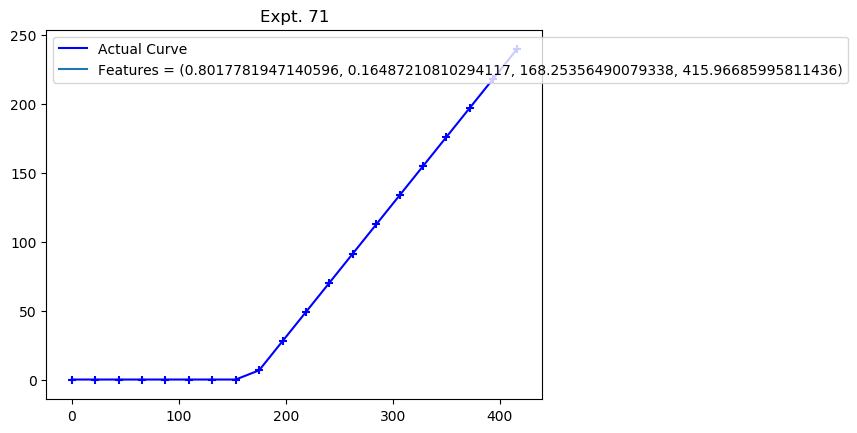 Expt. 71
Actual Curve
Features = (0.8017781947140596, 0.16487210810294117, 168.25356490079338, 415.96685995811436)
250
200
150
100
50
0
0 100 200 300 400